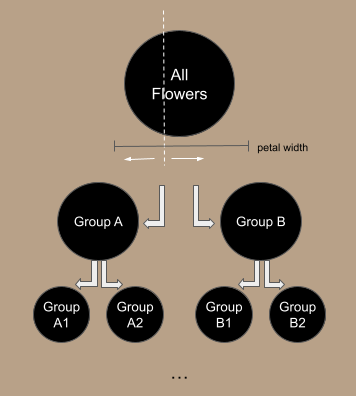 All
Flowers
petal width
Group A
Group B
Group
A1
Group
A2
Group
B1
Group
B2
...